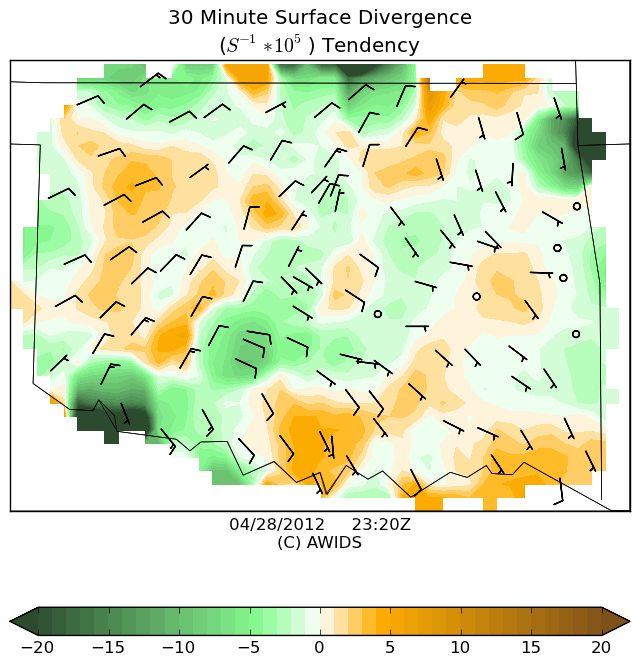 30 Minute Surface Divergence
(S⁻¹ ∗10⁵ ) Tendency
04/28/2012 23:20Z
(C) AWIDS
−20 −15 −10 −5 0 5 10 15 20